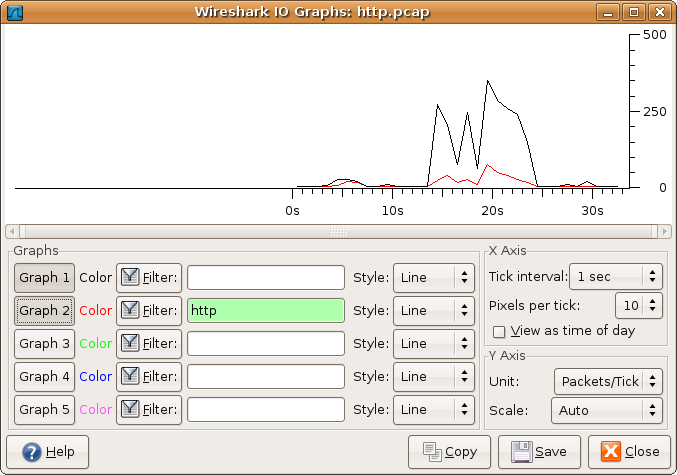 Wireshark IO Graphs: http.pcap
500
250
0
0s 10s 20s 30s
Graphs
Graph 1 Color Filter: Style: Line
Graph 2 Color Filter: http Style: Line
Graph 3 Color Filter: Style: Line
Graph 4 Color Filter: Style: Line
Graph 5 Color Filter: Style: Line
X Axis
Tick interval: 1 sec
Pixels per tick: 10
View as time of day
Y Axis
Unit: Packets/Tick
Scale: Auto
Help Copy Save Close